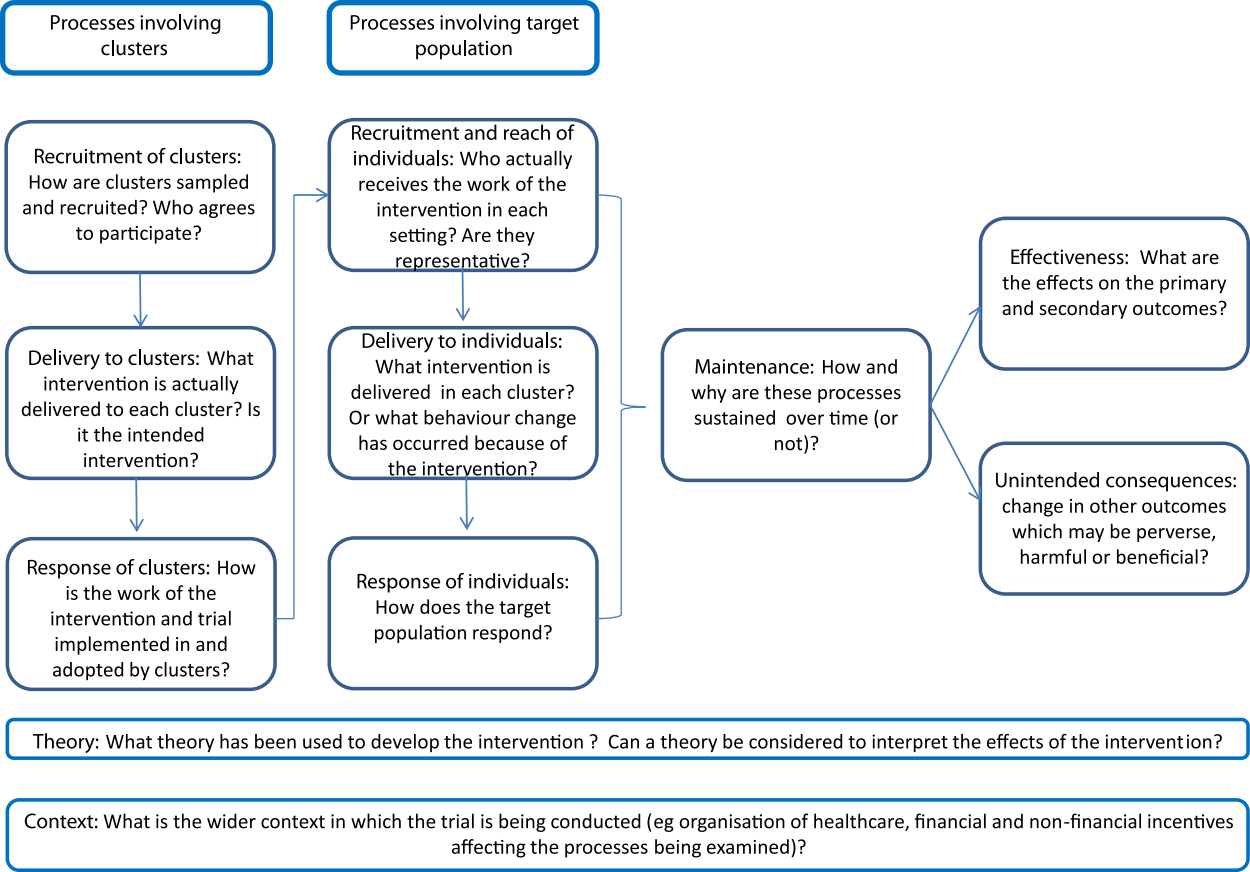 Processes involving
clusters
Processes involving target
population
Recruitment of clusters:
How are clusters sampled
and recruited? Who agrees
to participate?
Delivery to clusters: What
intervention is actually
delivered to each cluster? Is
it the intended
intervention?
Response of clusters: How
is the work of the
intervention and trial
implemented in and
adopted by clusters?
Recruitment and reach of
individuals: Who actually
receives the work of the
intervention in each
setting? Are they
representative?
Delivery to individuals:
What intervention is
delivered in each cluster?
Or what behaviour change
has occurred because of
the intervention?
Response of individuals:
How does the target
population respond?
Maintenance: How and
why are these processes
sustained over time (or
not)?
Effectiveness: What are
the effects on the primary
and secondary outcomes?
Unintended consequences:
change in other outcomes
which may be perverse,
harmful or beneficial?
Theory: What theory has been used to develop the intervention ? Can a theory be considered to interpret the effects of the intervention?
Context: What is the wider context in which the trial is being conducted (eg organisation of healthcare, financial and non-financial incentives
affecting the processes being examined)?